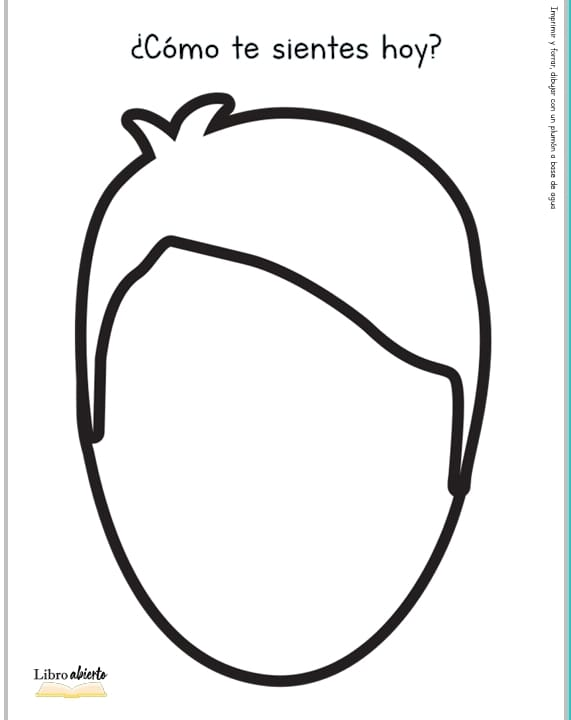 ¿Cómo te sientes hoy?
Imprimir y forrar, dibujar con un plumón a base de agua
Libro abierto